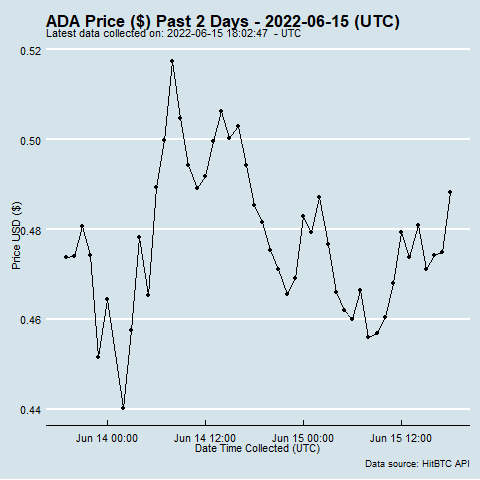 ADA Price ($) Past 2 Days - 2022-06-15 (UTC)
Latest data collected on: 2022-06-15 18:02:47  - UTC
0.52
0.50
0.48
0.46
0.44
Price USD ($)
Jun 14 00:00 Jun 14 12:00 Jun 15 00:00 Jun 15 12:00
Date Time Collected (UTC)
Data source: HitBTC API